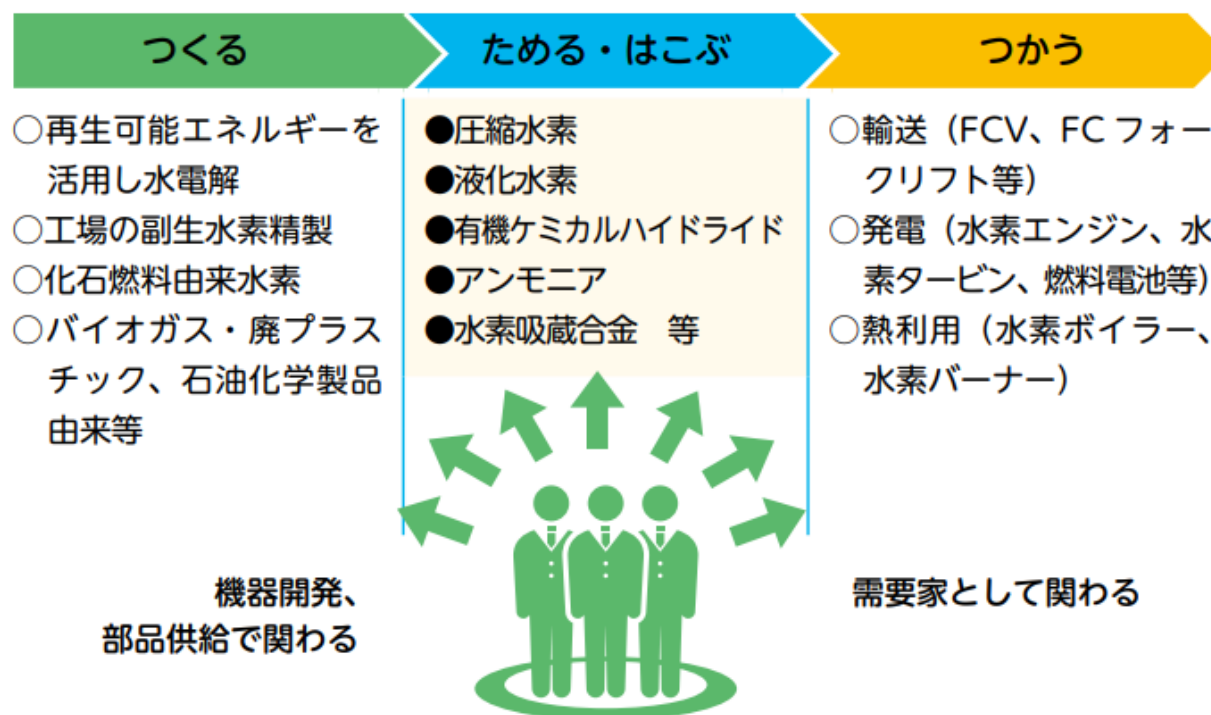 つくる
ためる・はこぶ
つかう
○再生可能エネルギーを
活用し水電解
○工場の副生水素精製
○化石燃料由来水素
○バイオガス・廃プラス
チック、石油化学製品
由来等
●圧縮水素
●液化水素
●有機ケミカルハイドライド
●アンモニア
●水素吸蔵合金　等
○輸送（FCV、FC フォー
クリフト等）
○発電（水素エンジン、水
素タービン、燃料電池等）
○熱利用（水素ボイラー、
水素バーナー）
機器開発、
部品供給で関わる
需要家として関わる